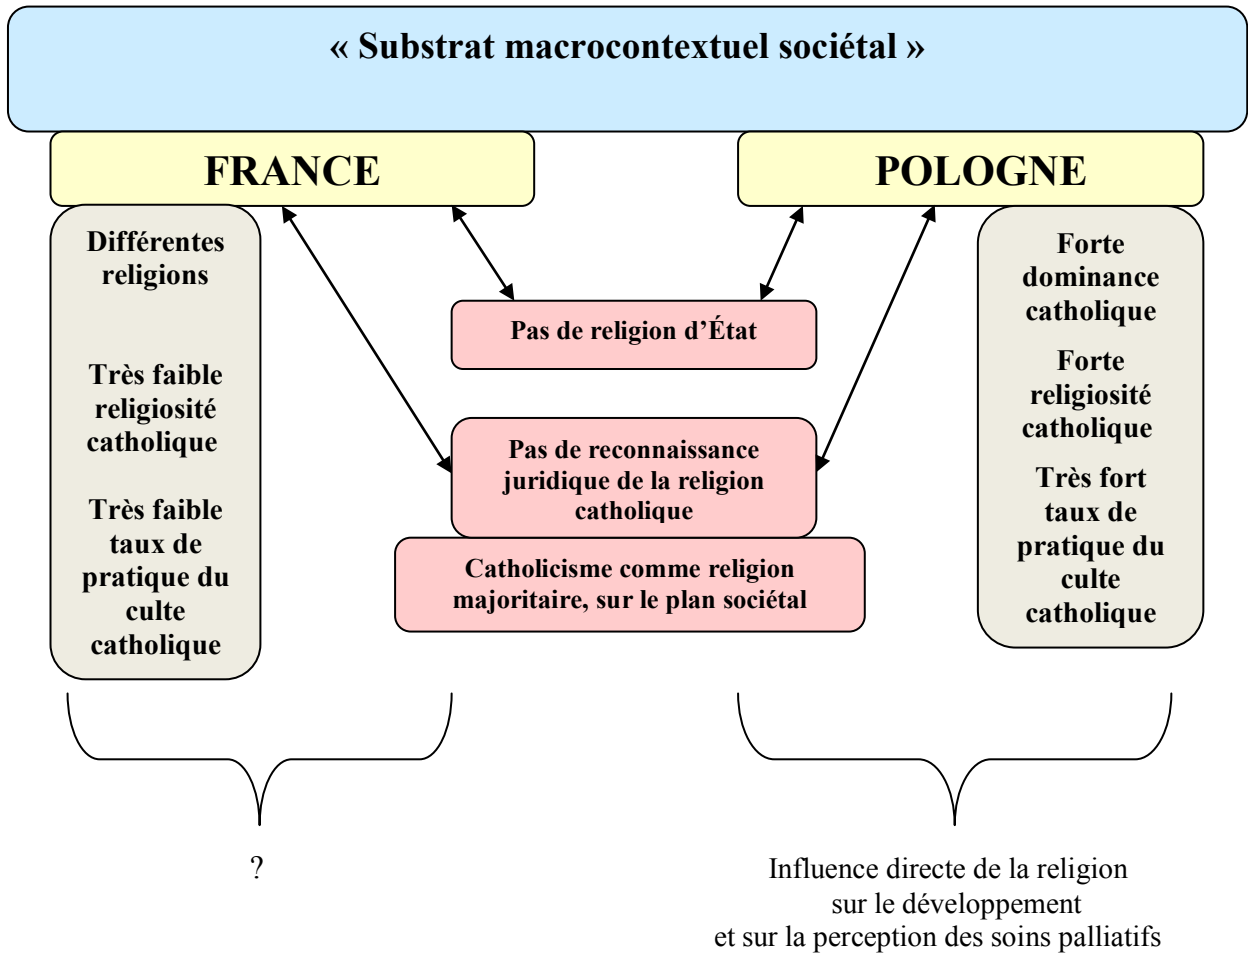 « Substrat macrocontextuel sociétal »
FRANCE
POLOGNE
Différentes
religions
Très faible
religiosité
catholique
Très faible
taux de
pratique du
culte
catholique
Pas de religion d’État
Pas de reconnaissance
juridique de la religion
catholique
Catholicisme comme religion
majoritaire, sur le plan sociétal
Forte
dominance
catholique
Forte
religiosité
catholique
Très fort
taux de
pratique du
culte
catholique
?
Influence directe de la religion
sur le développement
et sur la perception des soins palliatifs